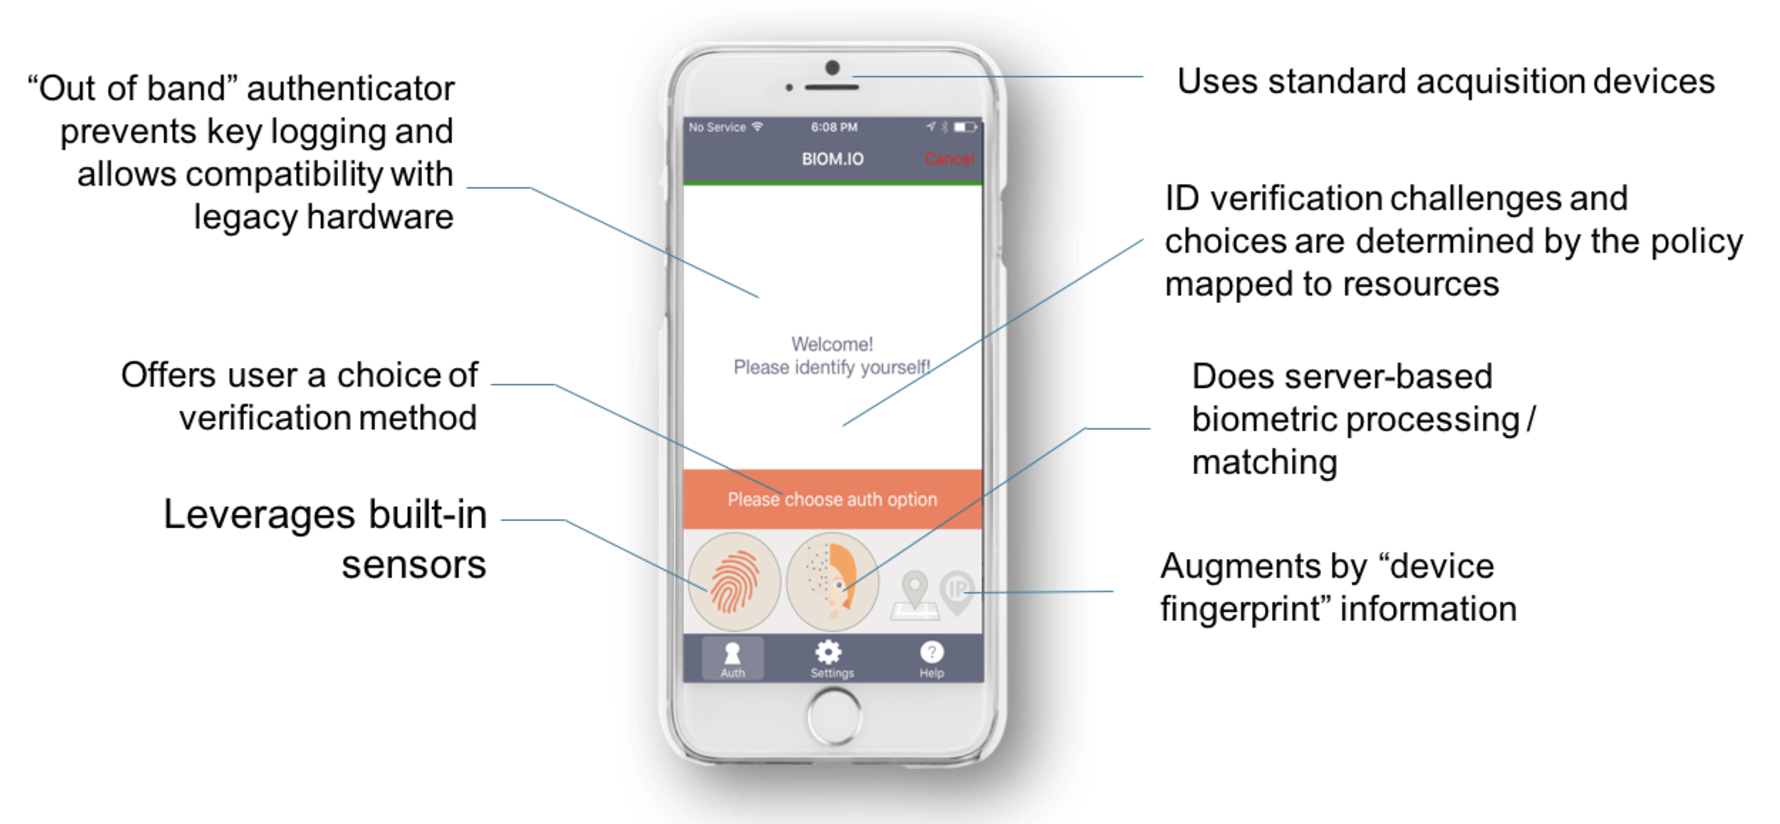 “Out of band” authenticator
prevents key logging and
allows compatibility with
legacy hardware
Offers user a choice of
verification method
Leverages built-in
sensors
No Service 6:08 PM
BIOM.IO Cancel
Welcome!
Please identify yourself!
Please choose auth option
IP
Auth Settings Help
Uses standard acquisition devices
ID verification challenges and
choices are determined by the policy
mapped to resources
Does server-based
biometric processing /
matching
Augments by “device
fingerprint” information